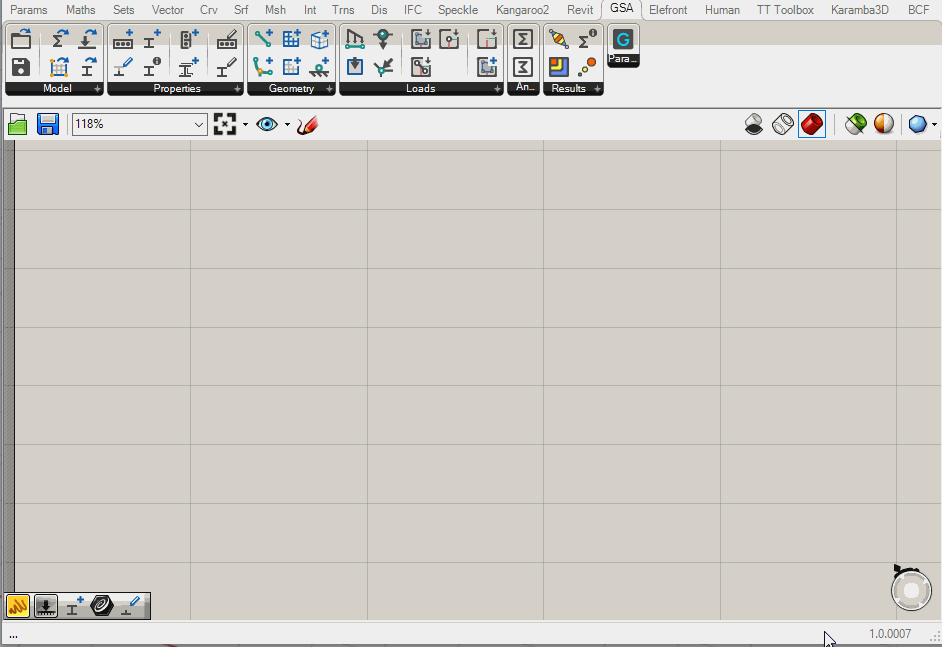 Params Maths Sets Vector Crv Srf Msh Int Trns Dis IFC Speckle Kangaroo2 Revit GSA Elefront Human TT Toolbox Karamba3D BCF
G
Para...
Model + Properties + Geometry + Loads + An... Results +
118%
...
1.0.0007